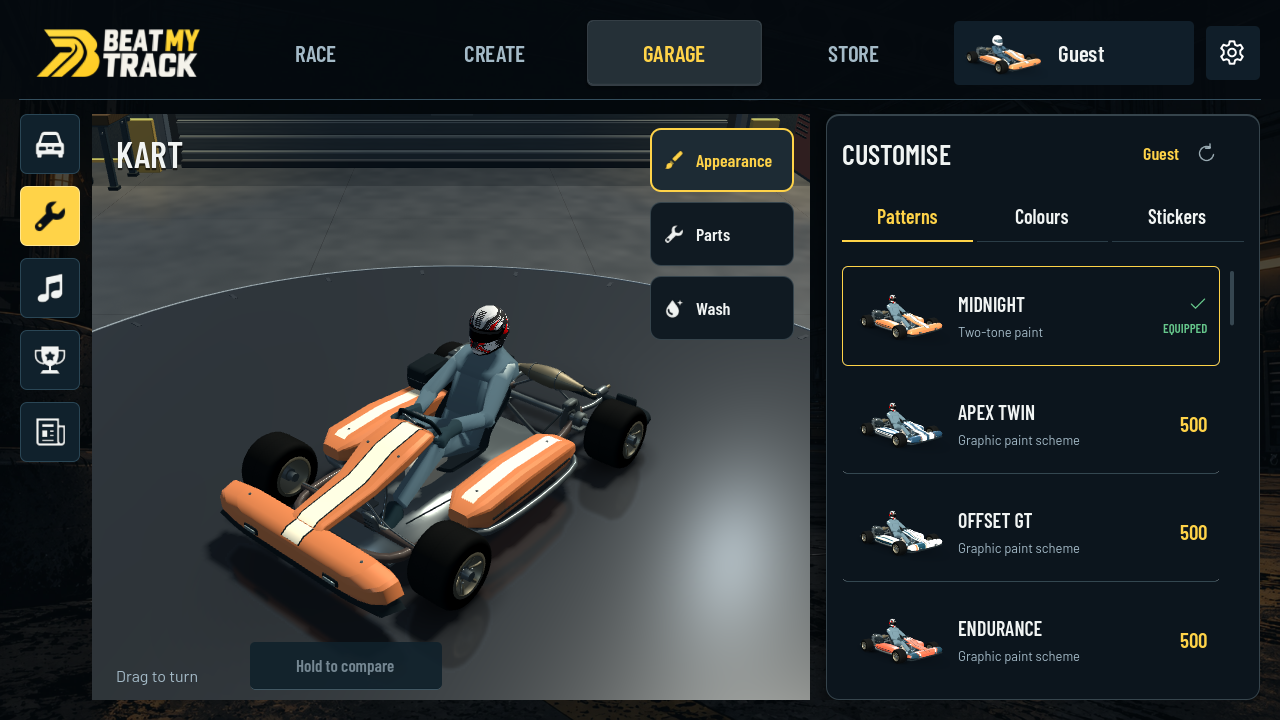 BEAT MY
TRACK
RACE
CREATE
GARAGE
STORE
Guest
KART
Appearance
Parts
Wash
Hold to compare
Drag to turn
CUSTOMISE
Guest
Patterns
Colours
Stickers
MIDNIGHT
Two-tone paint
EQUIPPED
APEX TWIN
Graphic paint scheme
500
OFFSET GT
Graphic paint scheme
500
ENDURANCE
Graphic paint scheme
500